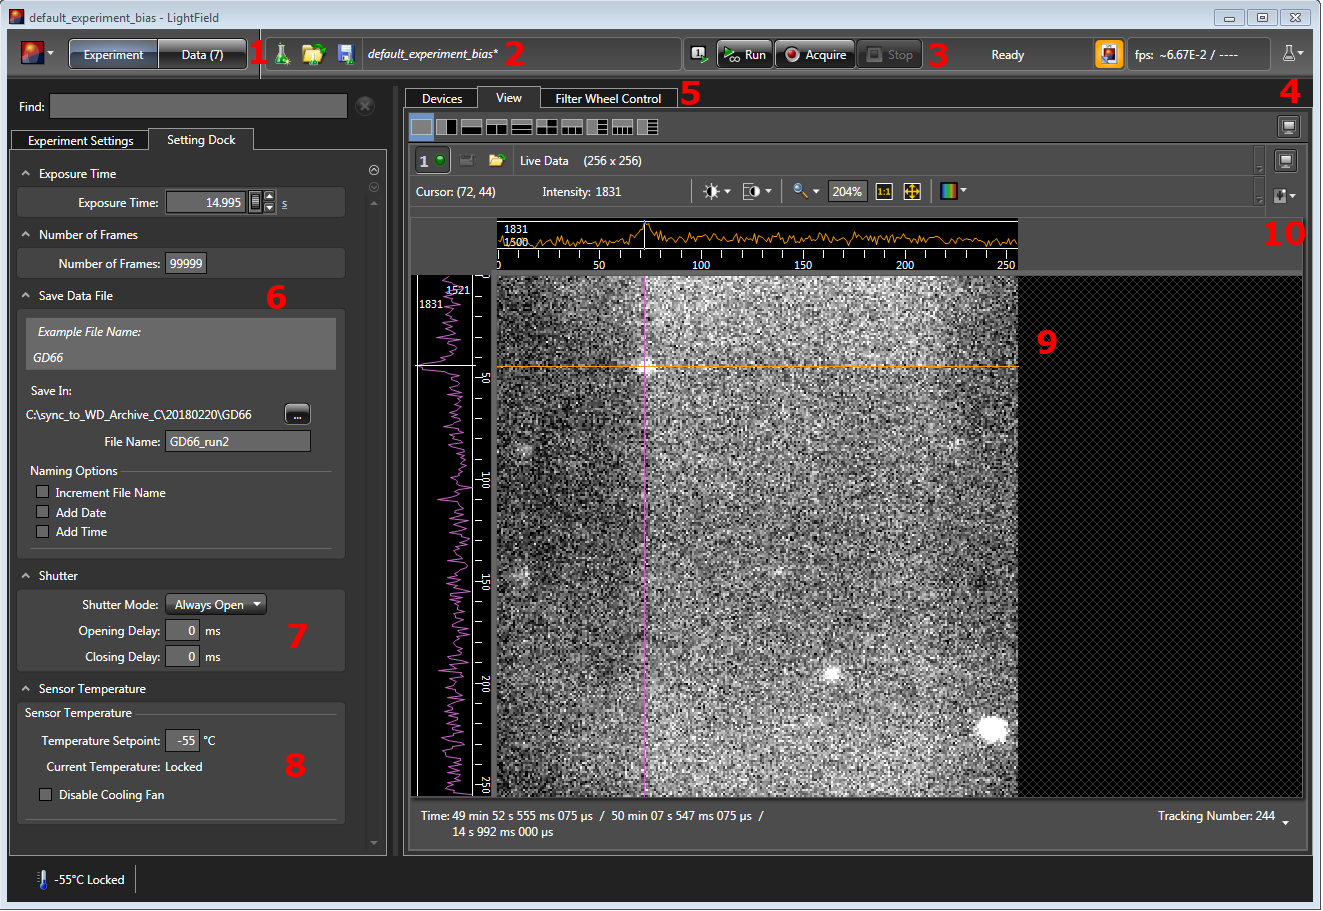 default_experiment_bias - LightField
Experiment Data (7) 1 default_experiment_bias* 2 1 Run Acquire Stop 3 Ready fps: ~6.67E-2 / ----
4
Find:
Devices View Filter Wheel Control 5
Experiment Settings Setting Dock
1 Live Data (256 x 256)
Cursor: (72, 44) Intensity: 1831 204% 1:1
10
Exposure Time
Exposure Time: 14.995 s
Number of Frames
Number of Frames: 99999
Save Data File 6
Example File Name:
GD66
Save In:
C:\sync_to_WD_Archive_C\20180220\GD66 ...
File Name: GD66_run2
Naming Options
Increment File Name
Add Date
Add Time
Shutter
Shutter Mode: Always Open
Opening Delay: 0 ms 7
Closing Delay: 0 ms
Sensor Temperature
Sensor Temperature
Temperature Setpoint: -55 °C
Current Temperature: Locked 8
Disable Cooling Fan
1831
1500
0 50 100 150 200 250
1521
1831
0
50
100
150
200
250
9
Time: 49 min 52 s 555 ms 075 µs / 50 min 07 s 547 ms 075 µs / Tracking Number: 244
14 s 992 ms 000 µs
-55°C Locked